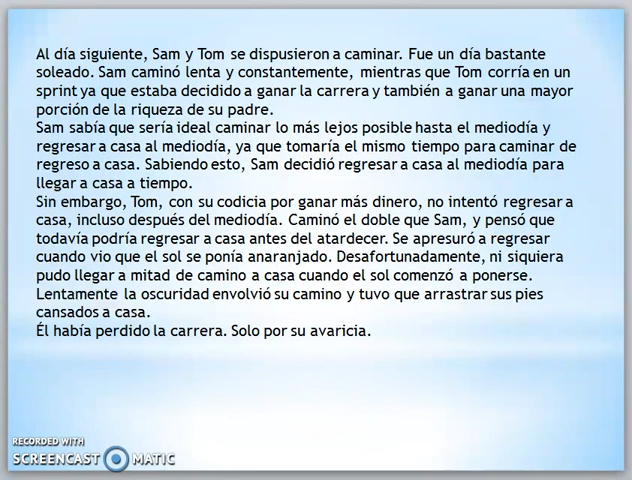 Al día siguiente, Sam y Tom se dispusieron a caminar. Fue un día bastante
soleado. Sam caminó lenta y constantemente, mientras que Tom corría en un
sprint ya que estaba decidido a ganar la carrera y también a ganar una mayor
porción de la riqueza de su padre.
Sam sabía que sería ideal caminar lo más lejos posible hasta el mediodía y
regresar a casa al mediodía, ya que tomaría el mismo tiempo para caminar de
regreso a casa. Sabiendo esto, Sam decidió regresar a casa al mediodía para
llegar a casa a tiempo.
Sin embargo, Tom, con su codicia por ganar más dinero, no intentó regresar a
casa, incluso después del mediodía. Caminó el doble que Sam, y pensó que
todavía podría regresar a casa antes del atardecer. Se apresuró a regresar
cuando vio que el sol se ponía anaranjado. Desafortunadamente, ni siquiera
pudo llegar a mitad de camino a casa cuando el sol comenzó a ponerse.
Lentamente la oscuridad envolvió su camino y tuvo que arrastrar sus pies
cansados a casa.
Él había perdido la carrera. Solo por su avaricia.
RECORDED WITH
SCREENCAST MATIC